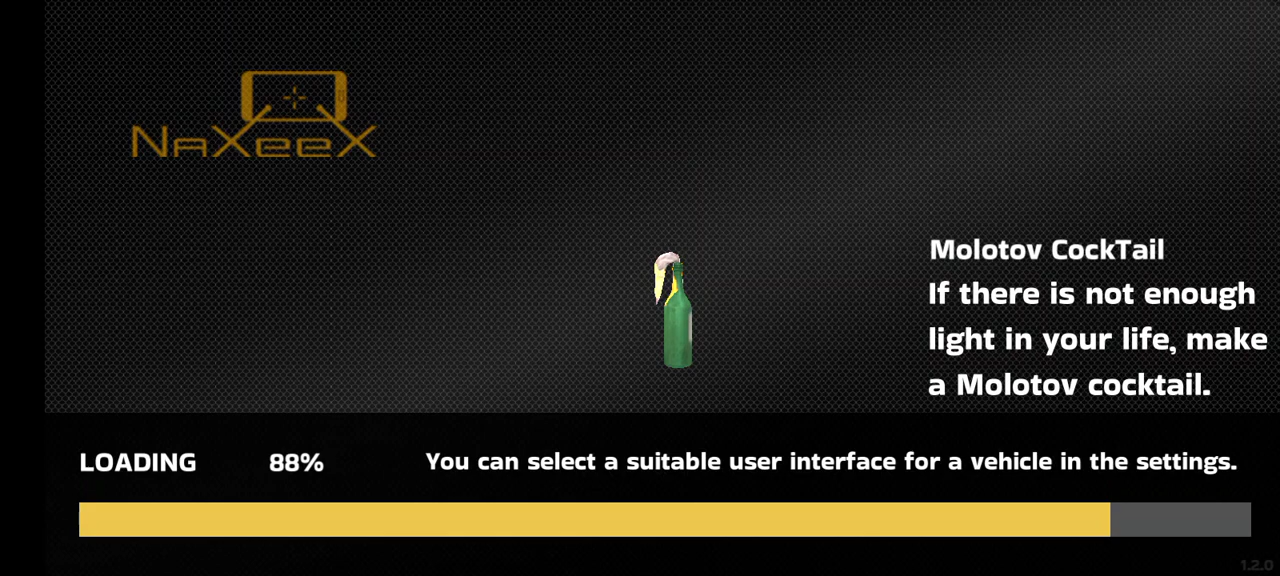 NaXeeX
Molotov CockTail
If there is not enough
light in your life, make
a Molotov cocktail.
LOADING 88% You can select a suitable user interface for a vehicle in the settings.
1.2.0